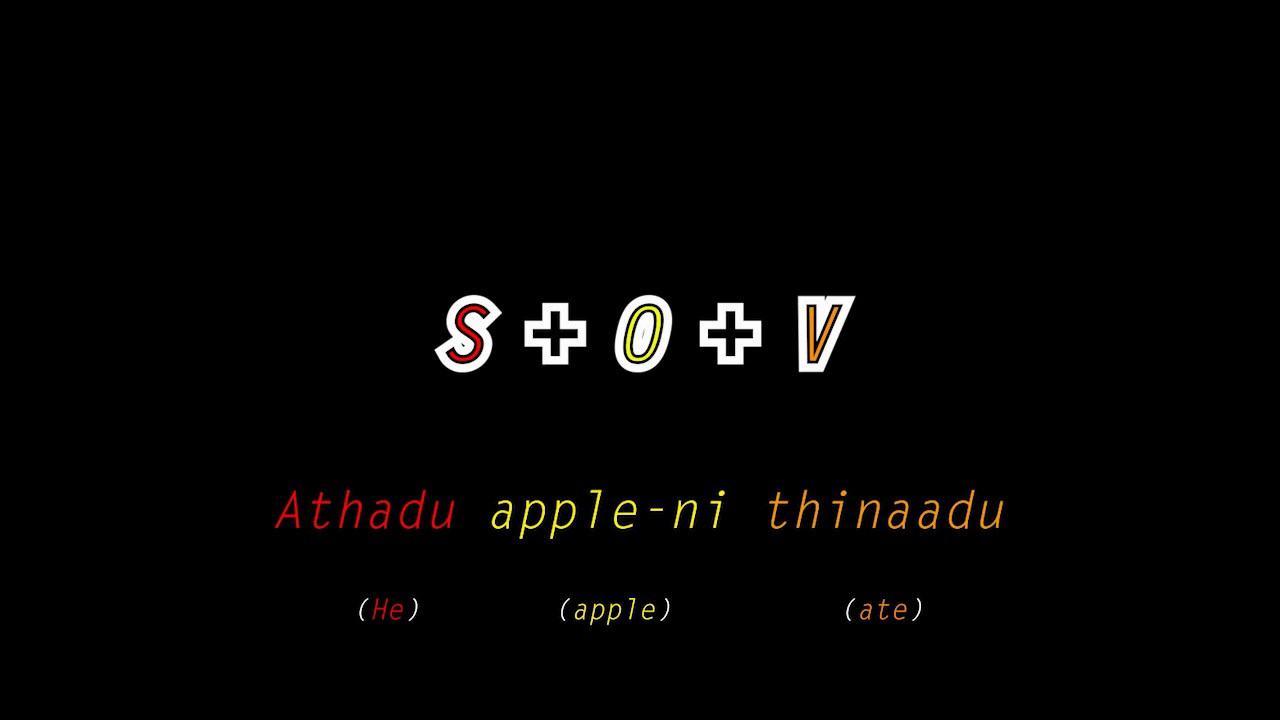 S + O + V
Athadu apple-ni thinaadu
(He) (apple) (ate)